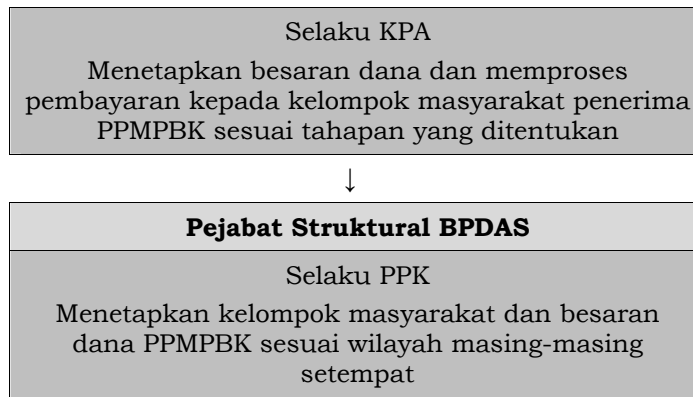 Selaku KPA
Menetapkan besaran dana dan memproses
pembayaran kepada kelompok masyarakat penerima
PPMPBK sesuai tahapan yang ditentukan
↓
Pejabat Struktural BPDAS
Selaku PPK
Menetapkan kelompok masyarakat dan besaran
dana PPMPBK sesuai wilayah masing-masing
setempat